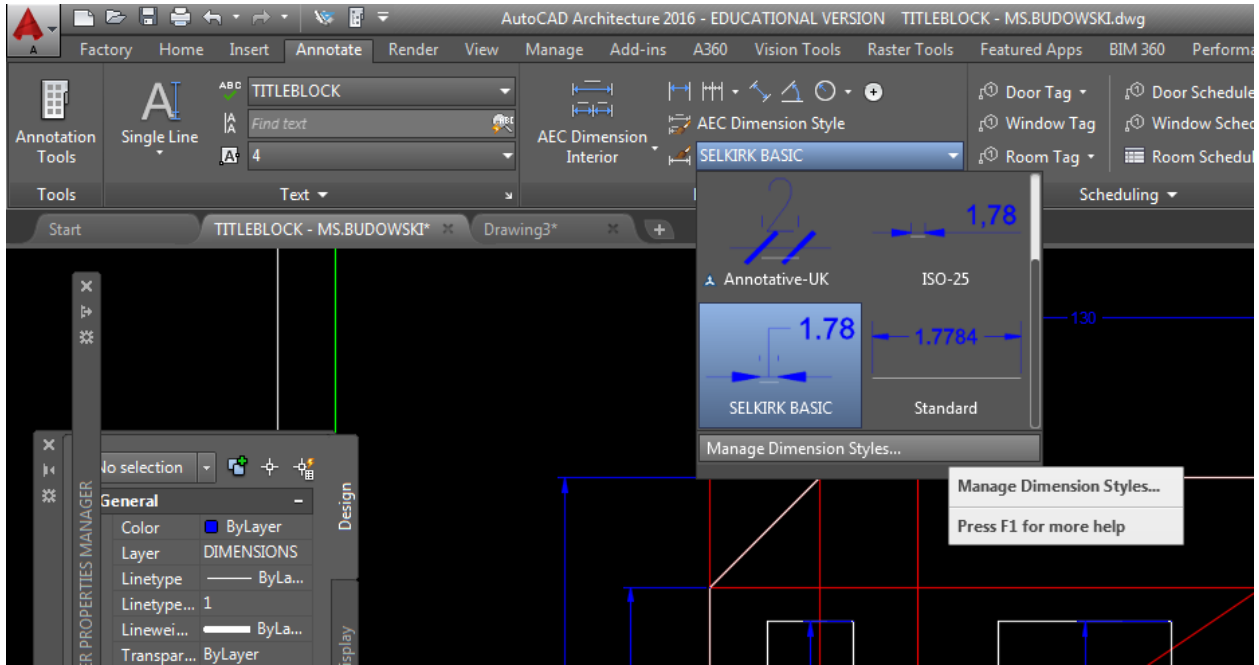 AutoCAD Architecture 2016 - EDUCATIONAL VERSION TITLEBLOCK - MS.BUDOWSKI.dwg
A
Factory Home Insert Annotate Render View Manage Add-ins A360 Vision Tools Raster Tools Featured Apps BIM 360 Performa
Annotation Tools
A
Single Line
ABC TITLEBLOCK
Find text
4
AEC Dimension Interior
AEC Dimension Style
SELKIRK BASIC
Door Tag
Window Tag
Room Tag
Door Schedule
Window Sched
Room Schedul
Tools
Text
Scheduling
Start
TITLEBLOCK - MS.BUDOWSKI*
Drawing3*
2
Annotative-UK
1,78
ISO-25
1.78
SELKIRK BASIC
1.7784
Standard
Manage Dimension Styles...
Manage Dimension Styles...
Press F1 for more help
130
ER PROPERTIES MANAGER
No selection
General
Color ByLayer
Layer DIMENSIONS
Linetype ByLa...
Linetype... 1
Linewei... ByLa...
Transpar... ByLayer
Design
isplay